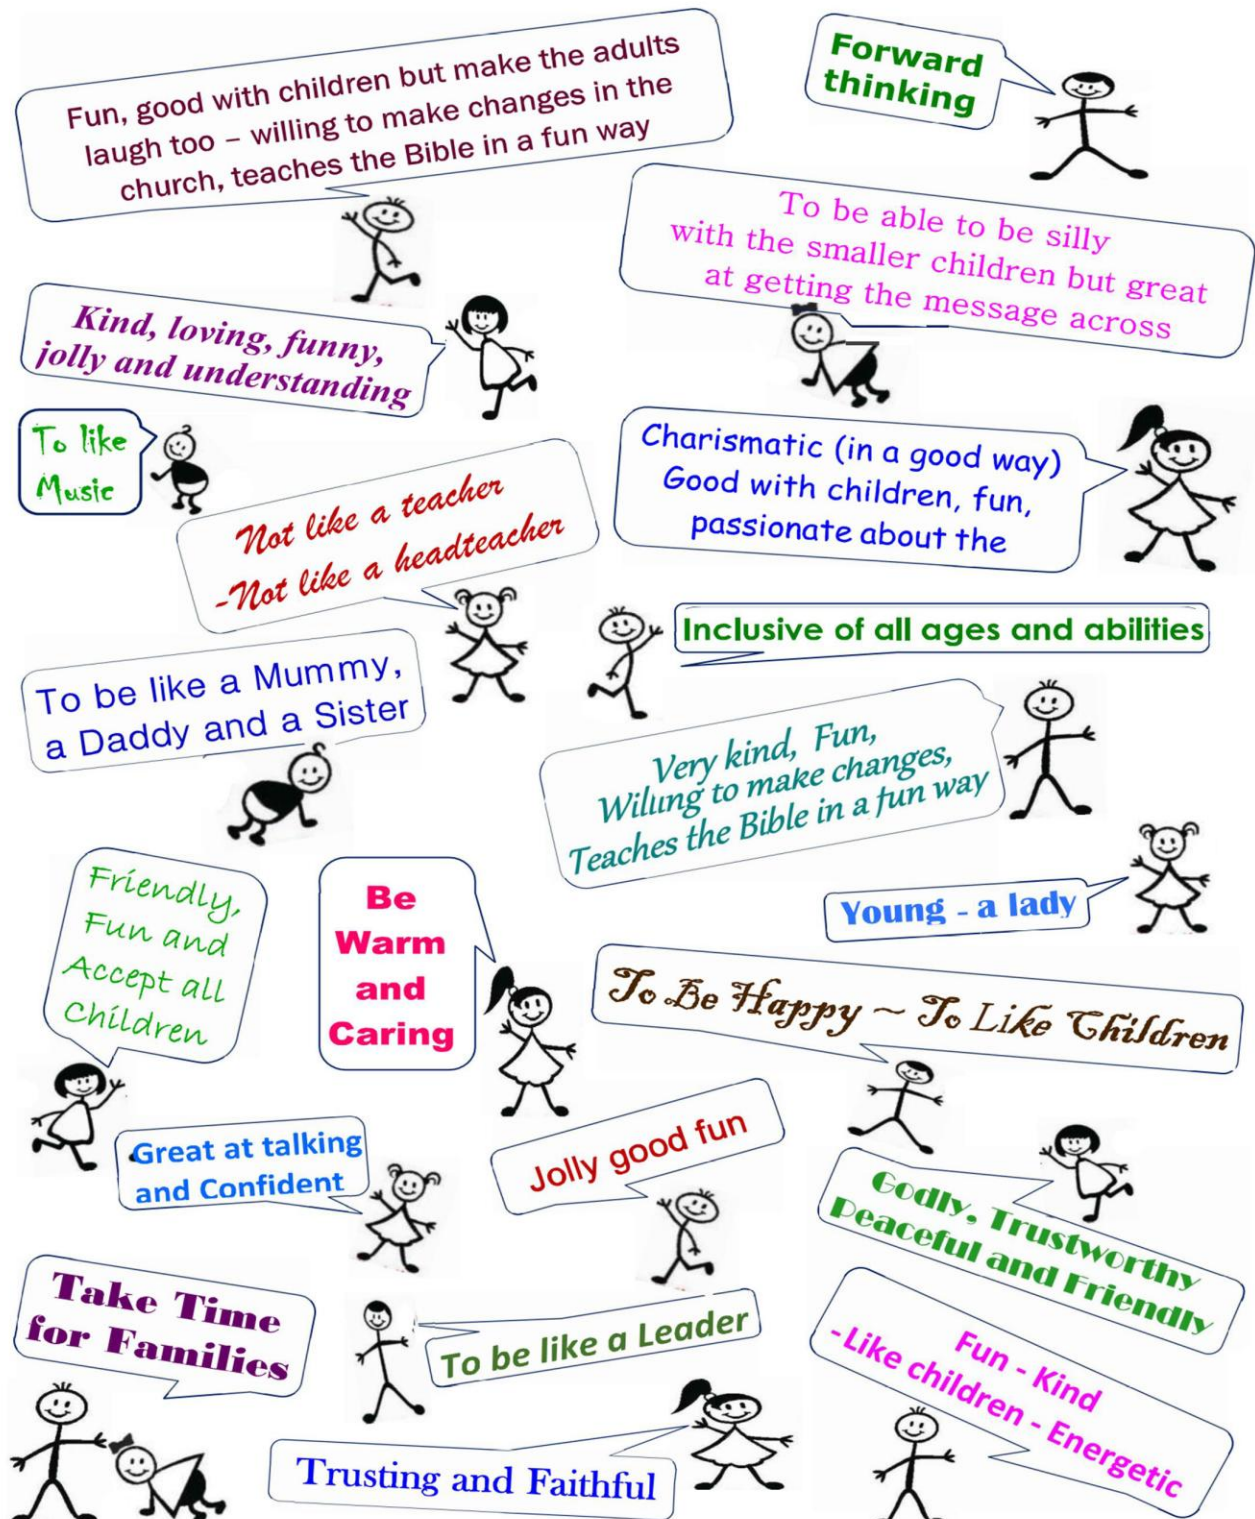 Fun, good with children but make the adults
laugh too – willing to make changes in the
church, teaches the Bible in a fun way
Forward
thinking
To be able to be silly
with the smaller children but great
at getting the message across
Kind, loving, funny,
jolly and understanding
To like
Music
Not like a teacher
-Not like a headteacher
Charismatic (in a good way)
Good with children, fun,
passionate about the
Inclusive of all ages and abilities
To be like a Mummy,
a Daddy and a Sister
Very kind, Fun,
Willing to make changes,
Teaches the Bible in a fun way
Friendly,
Fun and
Accept all
Children
Be
Warm
and
Caring
Young - a lady
To Be Happy ~ To Like Children
Great at talking
and Confident
Jolly good fun
Godly, Trustworthy
Peaceful and Friendly
Take Time
for Families
To be like a Leader
Fun - Kind
-Like children - Energetic
Trusting and Faithful